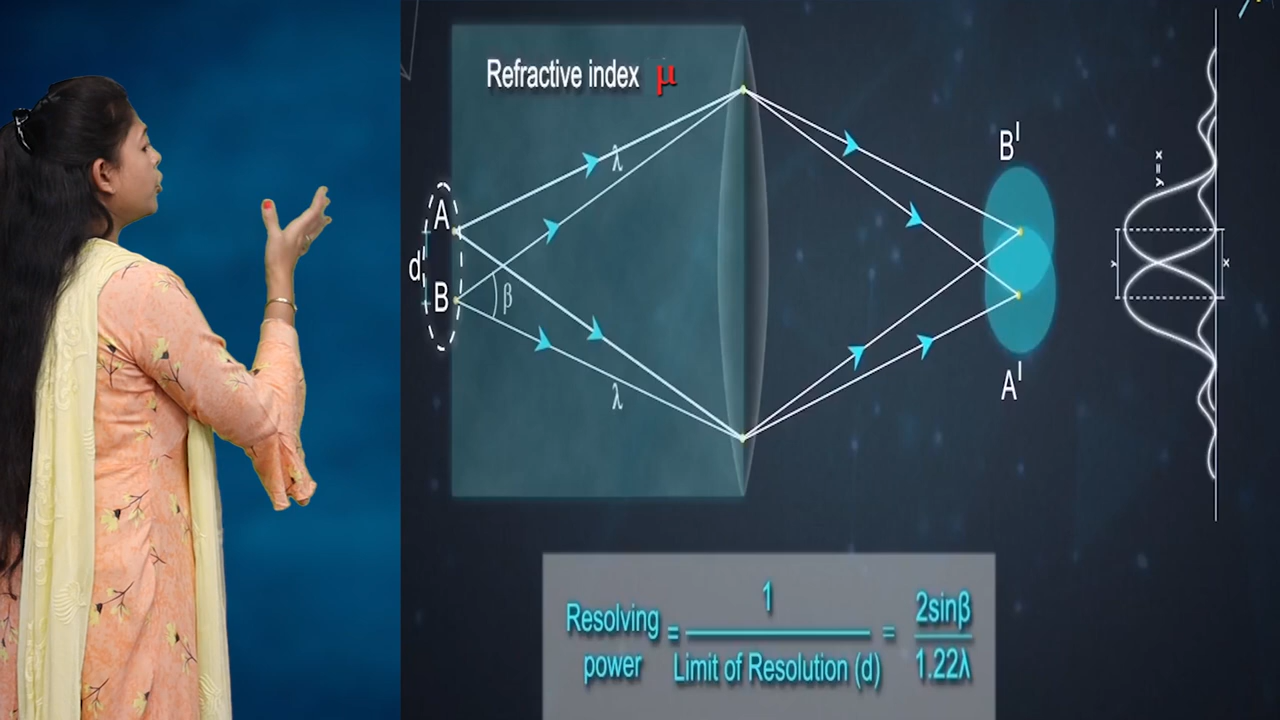 Refractive index μ
λ
A
d
B
β
λ
B'
A'
y = x
y
x
Resolving power = 1 / Limit of Resolution (d) = 2sinβ / 1.22λ